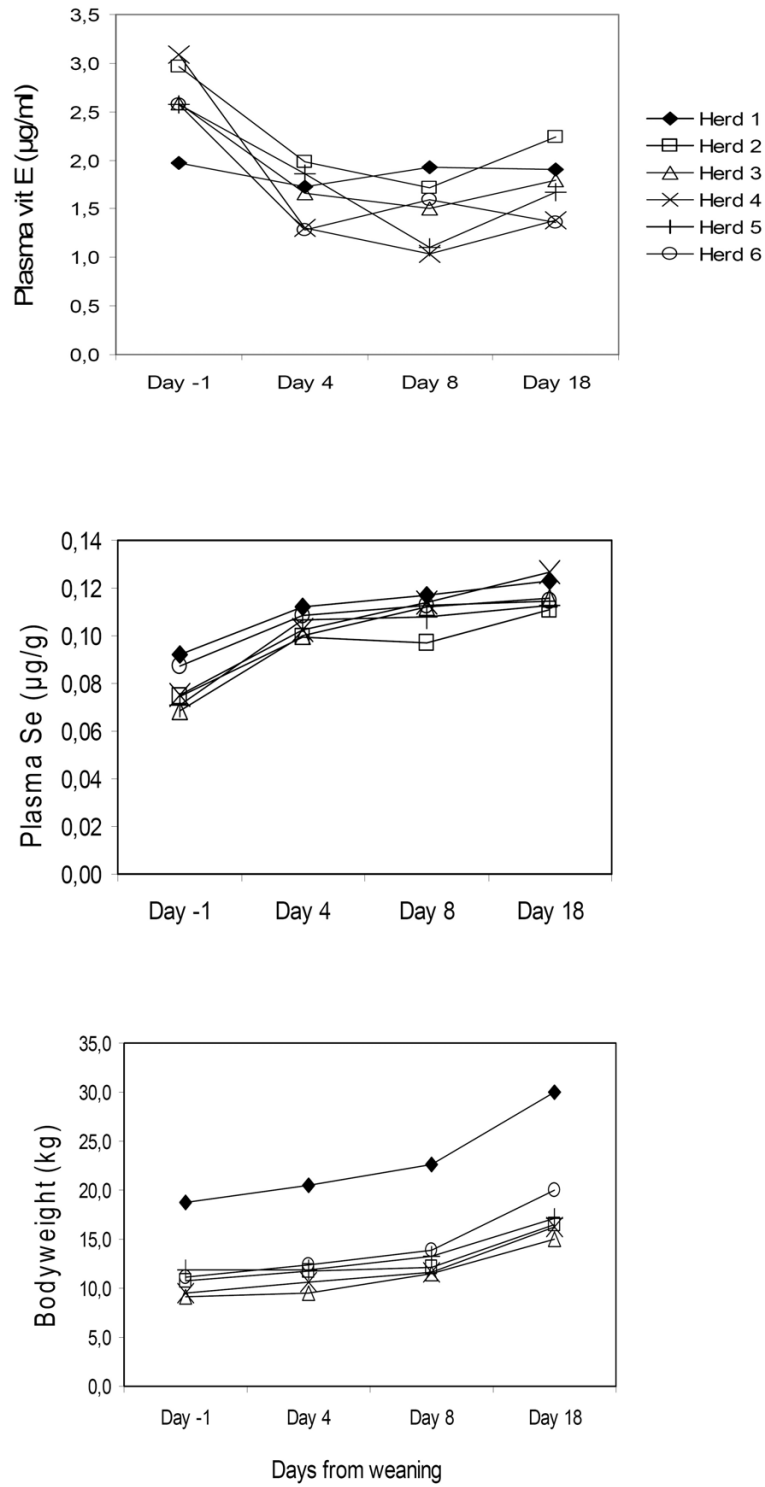 Plasma vit E (µg/ml)
3,5
3,0
2,5
2,0
1,5
1,0
0,5
0,0
Day -1 Day 4 Day 8 Day 18
Herd 1
Herd 2
Herd 3
Herd 4
Herd 5
Herd 6
Plasma Se (µg/g)
0,14
0,12
0,10
0,08
0,06
0,04
0,02
0,00
Day -1 Day 4 Day 8 Day 18
Bodyweight (kg)
35,0
30,0
25,0
20,0
15,0
10,0
5,0
0,0
Day -1 Day 4 Day 8 Day 18
Days from weaning